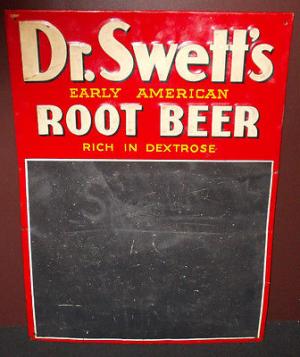 Dr. Swett's
EARLY AMERICAN
ROOT BEER
RICH IN DEXTROSE